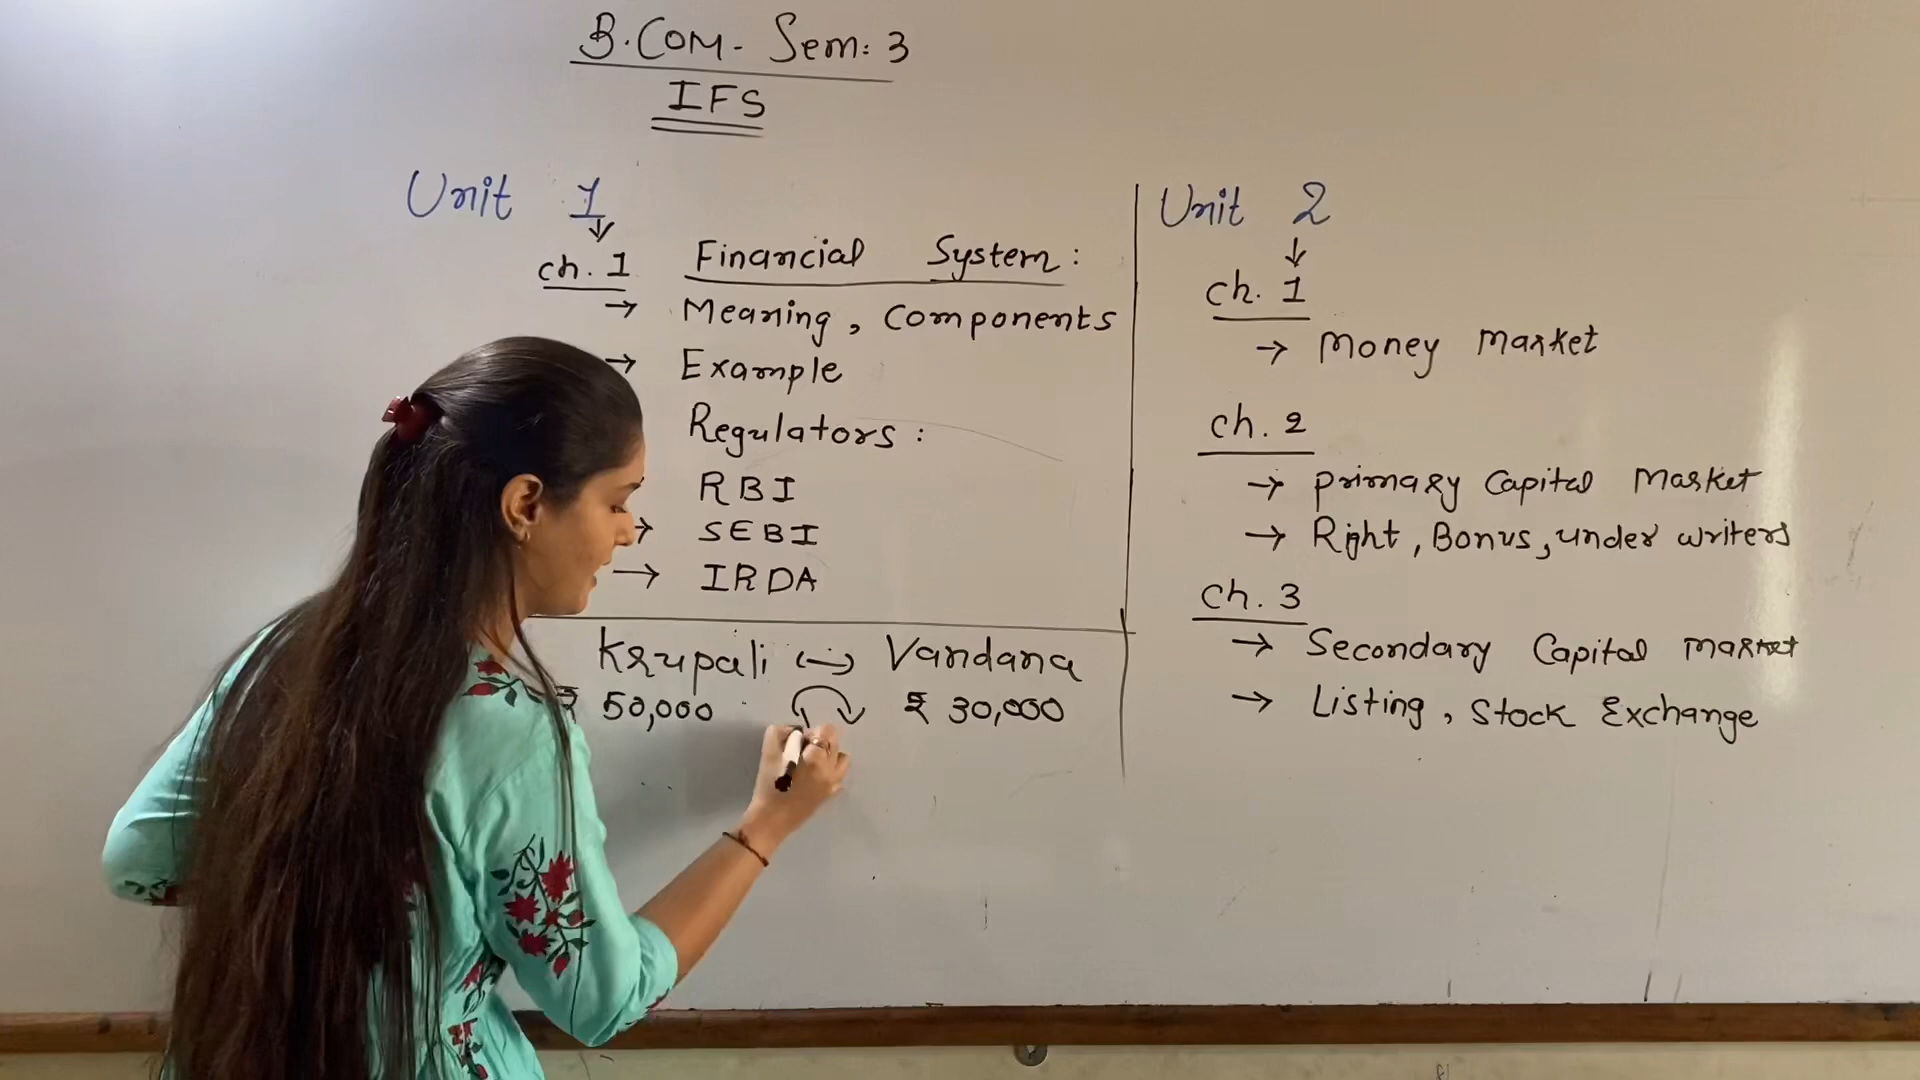 B.COM- Sem: 3
IFS
Unit 1
ch. 1 Financial System:
→ Meaning, Components
→ Example
Regulators:
RBI
→ SEBI
→ IRDA
Krupali ↔ Vandana
₹ 50,000 ₹ 30,000
Unit 2
ch. 1
→ Money Market
ch. 2
→ Primary Capital Market
→ Right, Bonus, under writers
ch. 3
→ Secondary Capital Market
→ Listing, Stock Exchange